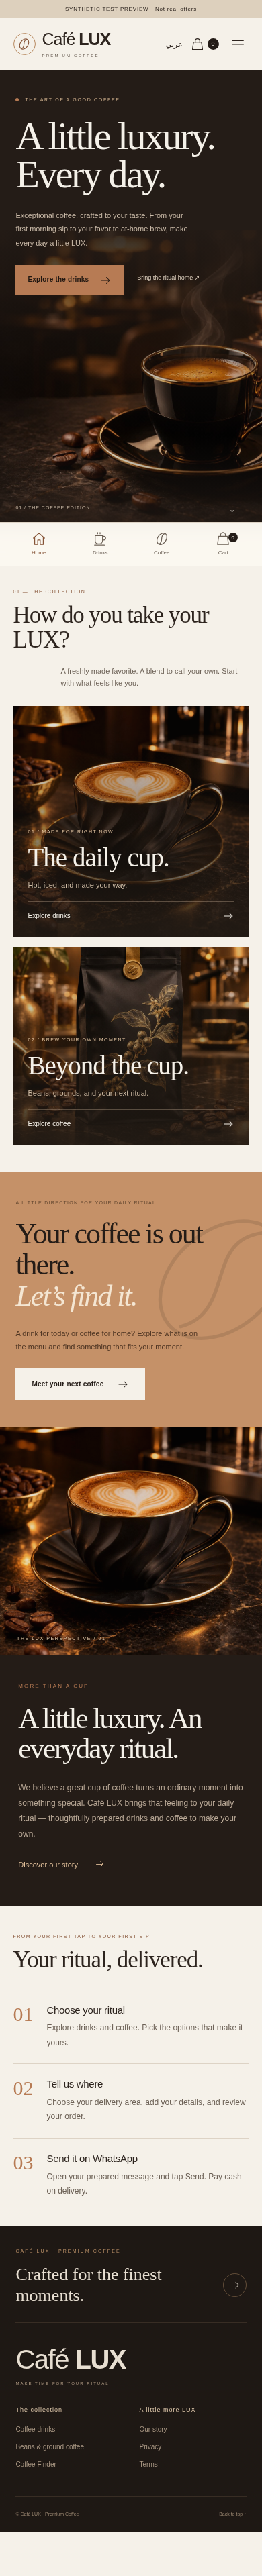 SYNTHETIC TEST PREVIEW · Not real offers
Café LUX
PREMIUM COFFEE
عربي
0
THE ART OF A GOOD COFFEE
A little luxury.
Every day.
Exceptional coffee, crafted to your taste. From your
first morning sip to your favorite at-home brew, make
every day a little LUX.
Explore the drinks →
Bring the ritual home ↗
01 / THE COFFEE EDITION
↓
Home
Drinks
Coffee
Cart
0
01 — THE COLLECTION
How do you take your
LUX?
A freshly made favorite. A blend to call your own. Start
with what feels like you.
01 / MADE FOR RIGHT NOW
The daily cup.
Hot, iced, and made your way.
Explore drinks →
02 / BREW YOUR OWN MOMENT
Beyond the cup.
Beans, grounds, and your next ritual.
Explore coffee →
A LITTLE DIRECTION FOR YOUR DAILY RITUAL
Your coffee is out
there.
Let’s find it.
A drink for today or coffee for home? Explore what is on
the menu and find something that fits your moment.
Meet your next coffee →
THE LUX PERSPECTIVE / 01
MORE THAN A CUP
A little luxury. An
everyday ritual.
We believe a great cup of coffee turns an ordinary moment into
something special. Café LUX brings that feeling to your daily
ritual — thoughtfully prepared drinks and coffee to make your
own.
Discover our story →
FROM YOUR FIRST TAP TO YOUR FIRST SIP
Your ritual, delivered.
01
Choose your ritual
Explore drinks and coffee. Pick the options that make it
yours.
02
Tell us where
Choose your delivery area, add your details, and review
your order.
03
Send it on WhatsApp
Open your prepared message and tap Send. Pay cash
on delivery.
CAFÉ LUX · PREMIUM COFFEE
Crafted for the finest
moments.
→
Café LUX
MAKE TIME FOR YOUR RITUAL
The collection
Coffee drinks
Beans & ground coffee
Coffee Finder
A little more LUX
Our story
Privacy
Terms
© Café LUX · Premium Coffee
Back to top ↑